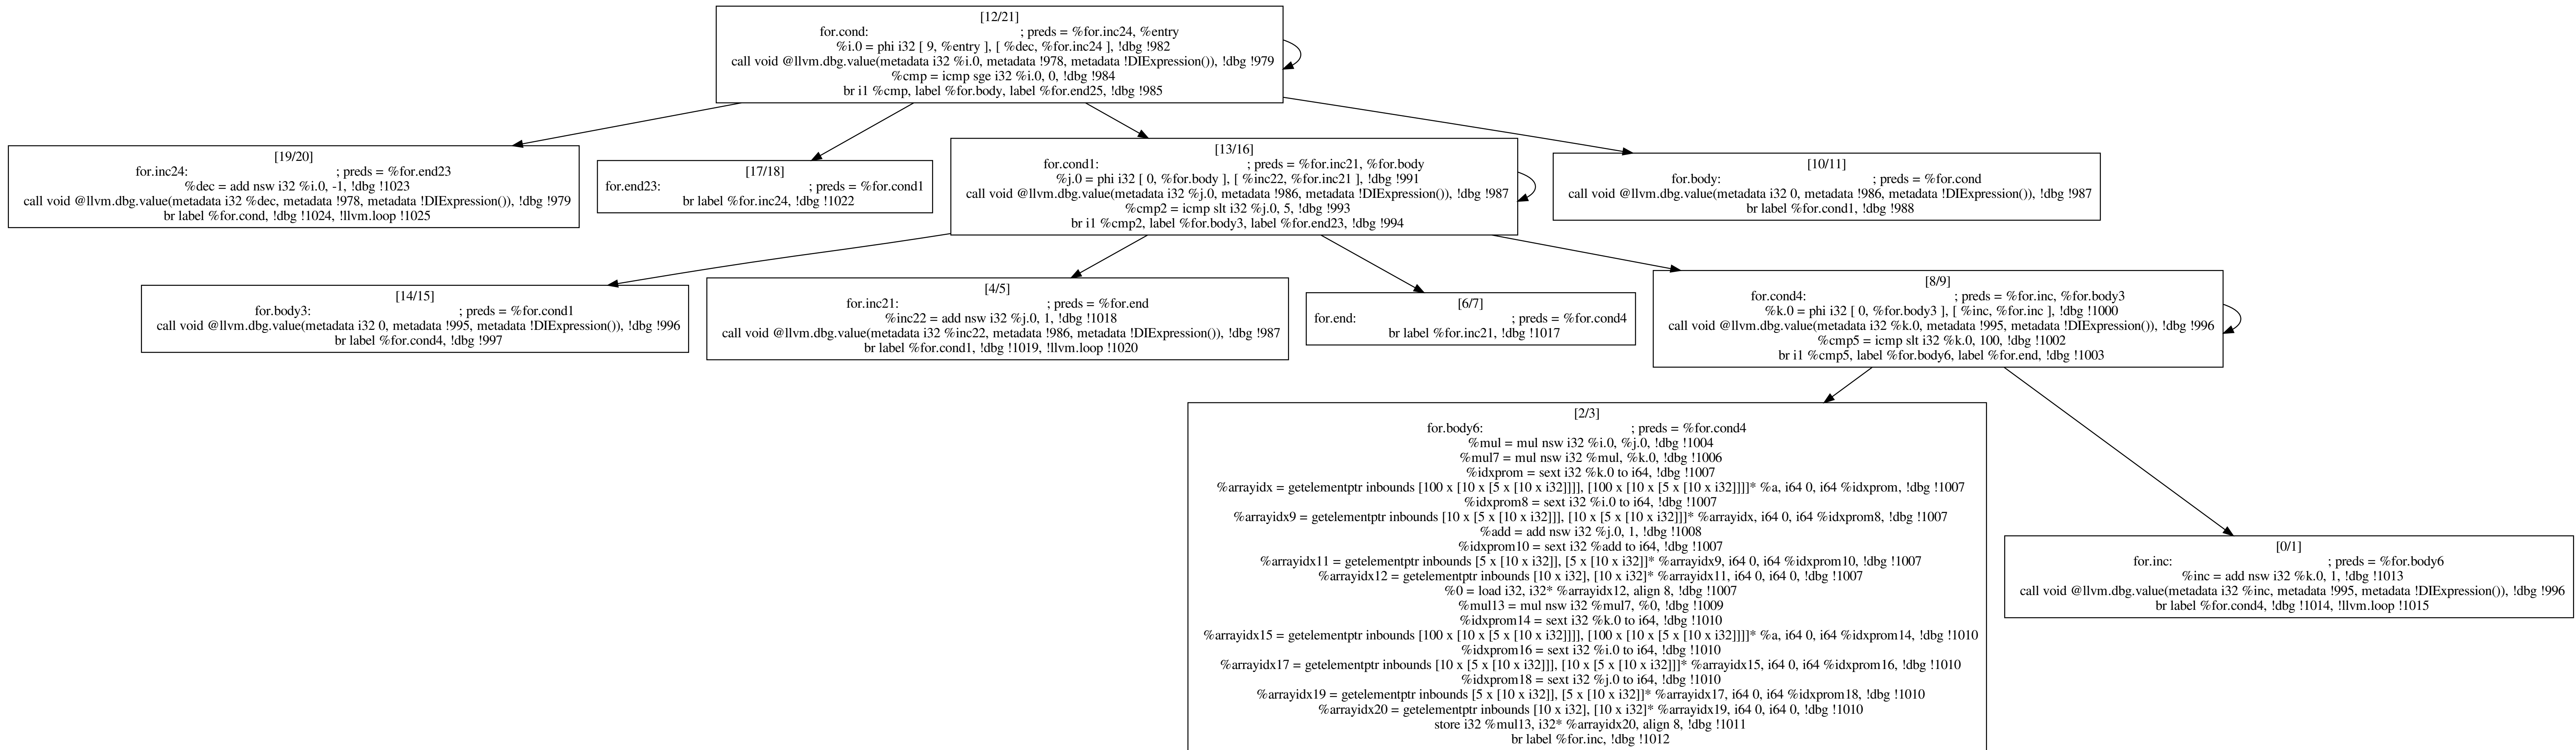 [12/21]
for.cond: ; preds = %for.inc24, %entry
%i.0 = phi i32 [ 9, %entry ], [ %dec, %for.inc24 ], !dbg !982
call void @llvm.dbg.value(metadata i32 %i.0, metadata !978, metadata !DIExpression()), !dbg !979
%cmp = icmp sge i32 %i.0, 0, !dbg !984
br i1 %cmp, label %for.body, label %for.end25, !dbg !985
[19/20]
for.inc24: ; preds = %for.end23
%dec = add nsw i32 %i.0, -1, !dbg !1023
call void @llvm.dbg.value(metadata i32 %dec, metadata !978, metadata !DIExpression()), !dbg !979
br label %for.cond, !dbg !1024, !llvm.loop !1025
[17/18]
for.end23: ; preds = %for.cond1
br label %for.inc24, !dbg !1022
[13/16]
for.cond1: ; preds = %for.inc21, %for.body
%j.0 = phi i32 [ 0, %for.body ], [ %inc22, %for.inc21 ], !dbg !991
call void @llvm.dbg.value(metadata i32 %j.0, metadata !986, metadata !DIExpression()), !dbg !987
%cmp2 = icmp slt i32 %j.0, 5, !dbg !993
br i1 %cmp2, label %for.body3, label %for.end23, !dbg !994
[10/11]
for.body: ; preds = %for.cond
call void @llvm.dbg.value(metadata i32 0, metadata !986, metadata !DIExpression()), !dbg !987
br label %for.cond1, !dbg !988
[14/15]
for.body3: ; preds = %for.cond1
call void @llvm.dbg.value(metadata i32 0, metadata !995, metadata !DIExpression()), !dbg !996
br label %for.cond4, !dbg !997
[4/5]
for.inc21: ; preds = %for.end
%inc22 = add nsw i32 %j.0, 1, !dbg !1018
call void @llvm.dbg.value(metadata i32 %inc22, metadata !986, metadata !DIExpression()), !dbg !987
br label %for.cond1, !dbg !1019, !llvm.loop !1020
[6/7]
for.end: ; preds = %for.cond4
br label %for.inc21, !dbg !1017
[8/9]
for.cond4: ; preds = %for.inc, %for.body3
%k.0 = phi i32 [ 0, %for.body3 ], [ %inc, %for.inc ], !dbg !1000
call void @llvm.dbg.value(metadata i32 %k.0, metadata !995, metadata !DIExpression()), !dbg !996
%cmp5 = icmp slt i32 %k.0, 100, !dbg !1002
br i1 %cmp5, label %for.body6, label %for.end, !dbg !1003
[2/3]
for.body6: ; preds = %for.cond4
%mul = mul nsw i32 %i.0, %j.0, !dbg !1004
%mul7 = mul nsw i32 %mul, %k.0, !dbg !1006
%idxprom = sext i32 %k.0 to i64, !dbg !1007
%arrayidx = getelementptr inbounds [100 x [10 x [5 x [10 x i32]]]], [100 x [10 x [5 x [10 x i32]]]]* %a, i64 0, i64 %idxprom, !dbg !1007
%idxprom8 = sext i32 %i.0 to i64, !dbg !1007
%arrayidx9 = getelementptr inbounds [10 x [5 x [10 x i32]]], [10 x [5 x [10 x i32]]]* %arrayidx, i64 0, i64 %idxprom8, !dbg !1007
%add = add nsw i32 %j.0, 1, !dbg !1008
%idxprom10 = sext i32 %add to i64, !dbg !1007
%arrayidx11 = getelementptr inbounds [5 x [10 x i32]], [5 x [10 x i32]]* %arrayidx9, i64 0, i64 %idxprom10, !dbg !1007
%arrayidx12 = getelementptr inbounds [10 x i32], [10 x i32]* %arrayidx11, i64 0, i64 0, !dbg !1007
%0 = load i32, i32* %arrayidx12, align 8, !dbg !1007
%mul13 = mul nsw i32 %mul7, %0, !dbg !1009
%idxprom14 = sext i32 %k.0 to i64, !dbg !1010
%arrayidx15 = getelementptr inbounds [100 x [10 x [5 x [10 x i32]]]], [100 x [10 x [5 x [10 x i32]]]]* %a, i64 0, i64 %idxprom14, !dbg !1010
%idxprom16 = sext i32 %i.0 to i64, !dbg !1010
%arrayidx17 = getelementptr inbounds [10 x [5 x [10 x i32]]], [10 x [5 x [10 x i32]]]* %arrayidx15, i64 0, i64 %idxprom16, !dbg !1010
%idxprom18 = sext i32 %j.0 to i64, !dbg !1010
%arrayidx19 = getelementptr inbounds [5 x [10 x i32]], [5 x [10 x i32]]* %arrayidx17, i64 0, i64 %idxprom18, !dbg !1010
%arrayidx20 = getelementptr inbounds [10 x i32], [10 x i32]* %arrayidx19, i64 0, i64 0, !dbg !1010
store i32 %mul13, i32* %arrayidx20, align 8, !dbg !1011
br label %for.inc, !dbg !1012
[0/1]
for.inc: ; preds = %for.body6
%inc = add nsw i32 %k.0, 1, !dbg !1013
call void @llvm.dbg.value(metadata i32 %inc, metadata !995, metadata !DIExpression()), !dbg !996
br label %for.cond4, !dbg !1014, !llvm.loop !1015